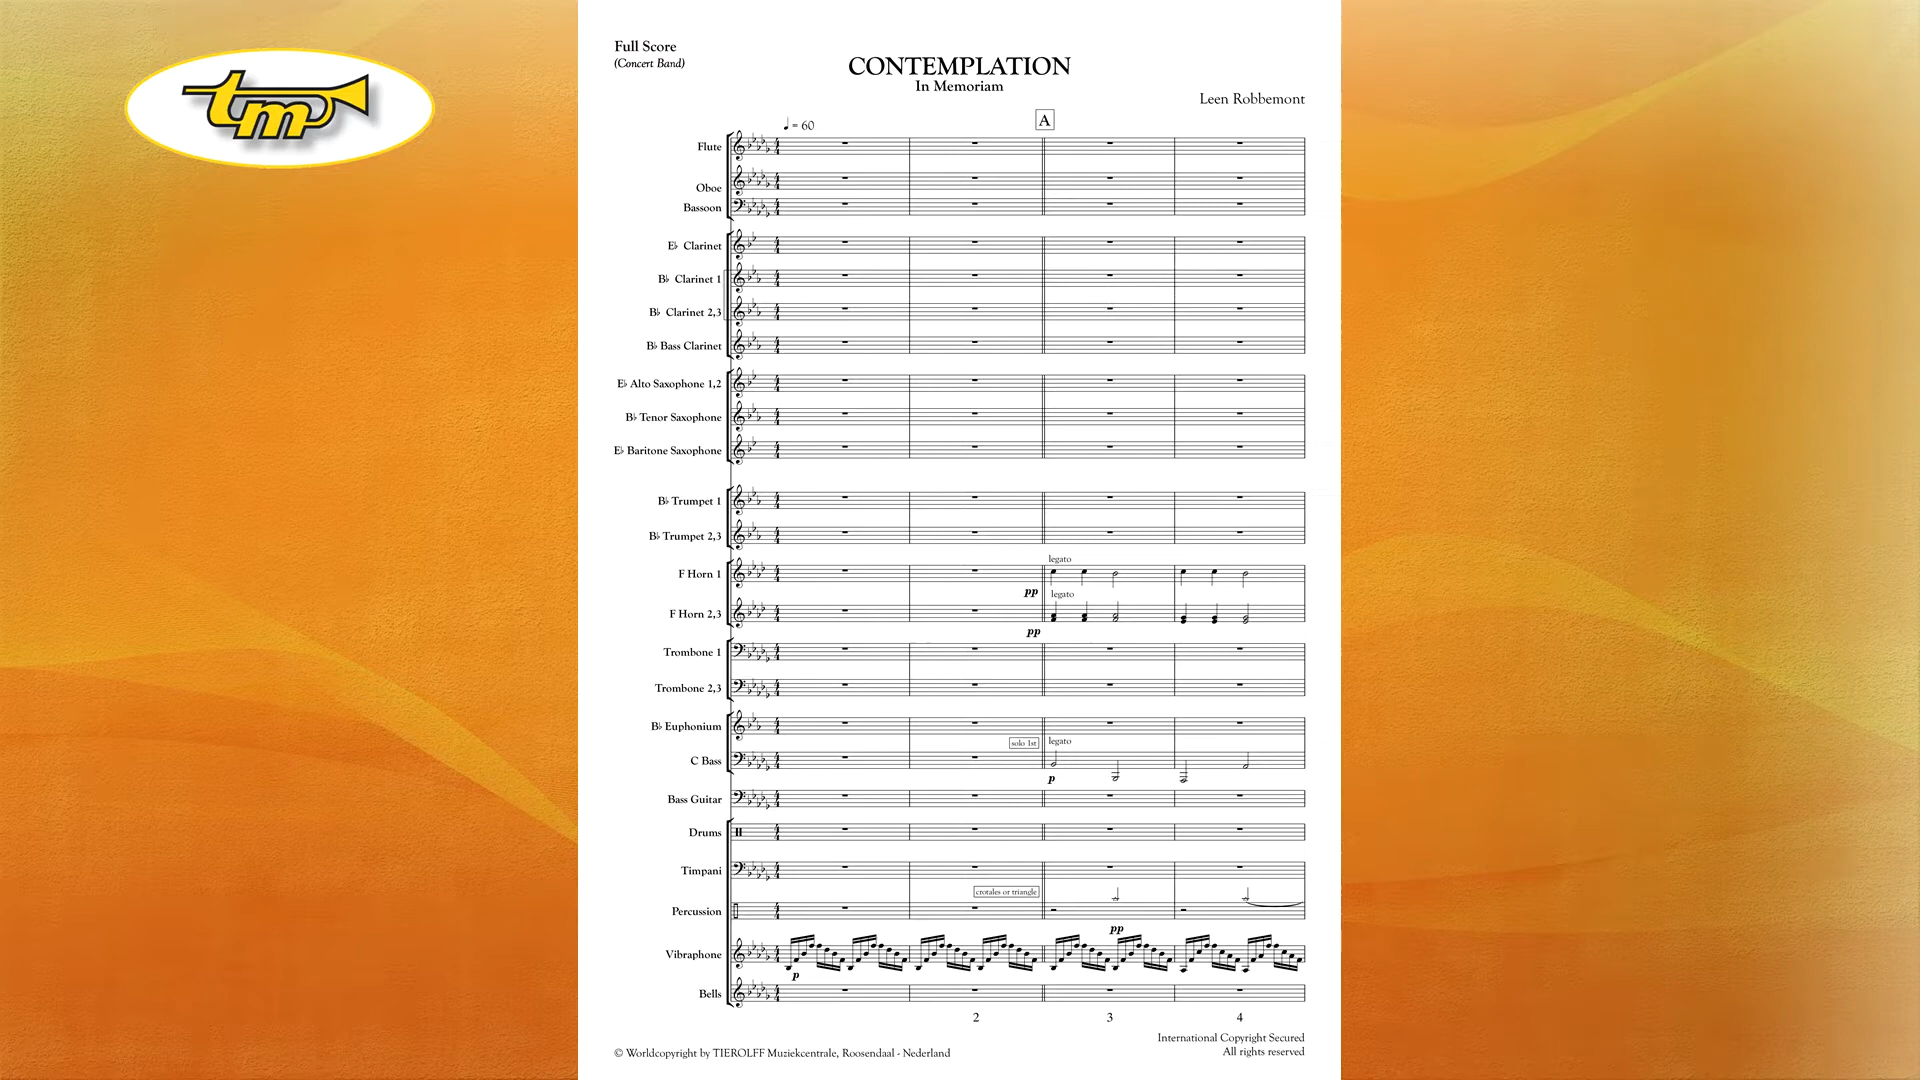 tm
Full Score
(Concert Band)
CONTEMPLATION
In Memoriam
Leen Robbemont
♩ = 60
A
Flute
Oboe
Bassoon
E♭ Clarinet
B♭ Clarinet 1
B♭ Clarinet 2,3
B♭ Bass Clarinet
E♭ Alto Saxophone 1,2
B♭ Tenor Saxophone
E♭ Baritone Saxophone
B♭ Trumpet 1
B♭ Trumpet 2,3
legato
F Horn 1
pp
legato
F Horn 2,3
pp
Trombone 1
Trombone 2,3
B♭ Euphonium
solo 1st
legato
C Bass
p
Bass Guitar
Drums
Timpani
crotales or triangle
Percussion
pp
Vibraphone
p
Bells
2
3
4
International Copyright Secured
© Worldcopyright by TIEROLFF Muziekcentrale, Roosendaal - Nederland
All rights reserved